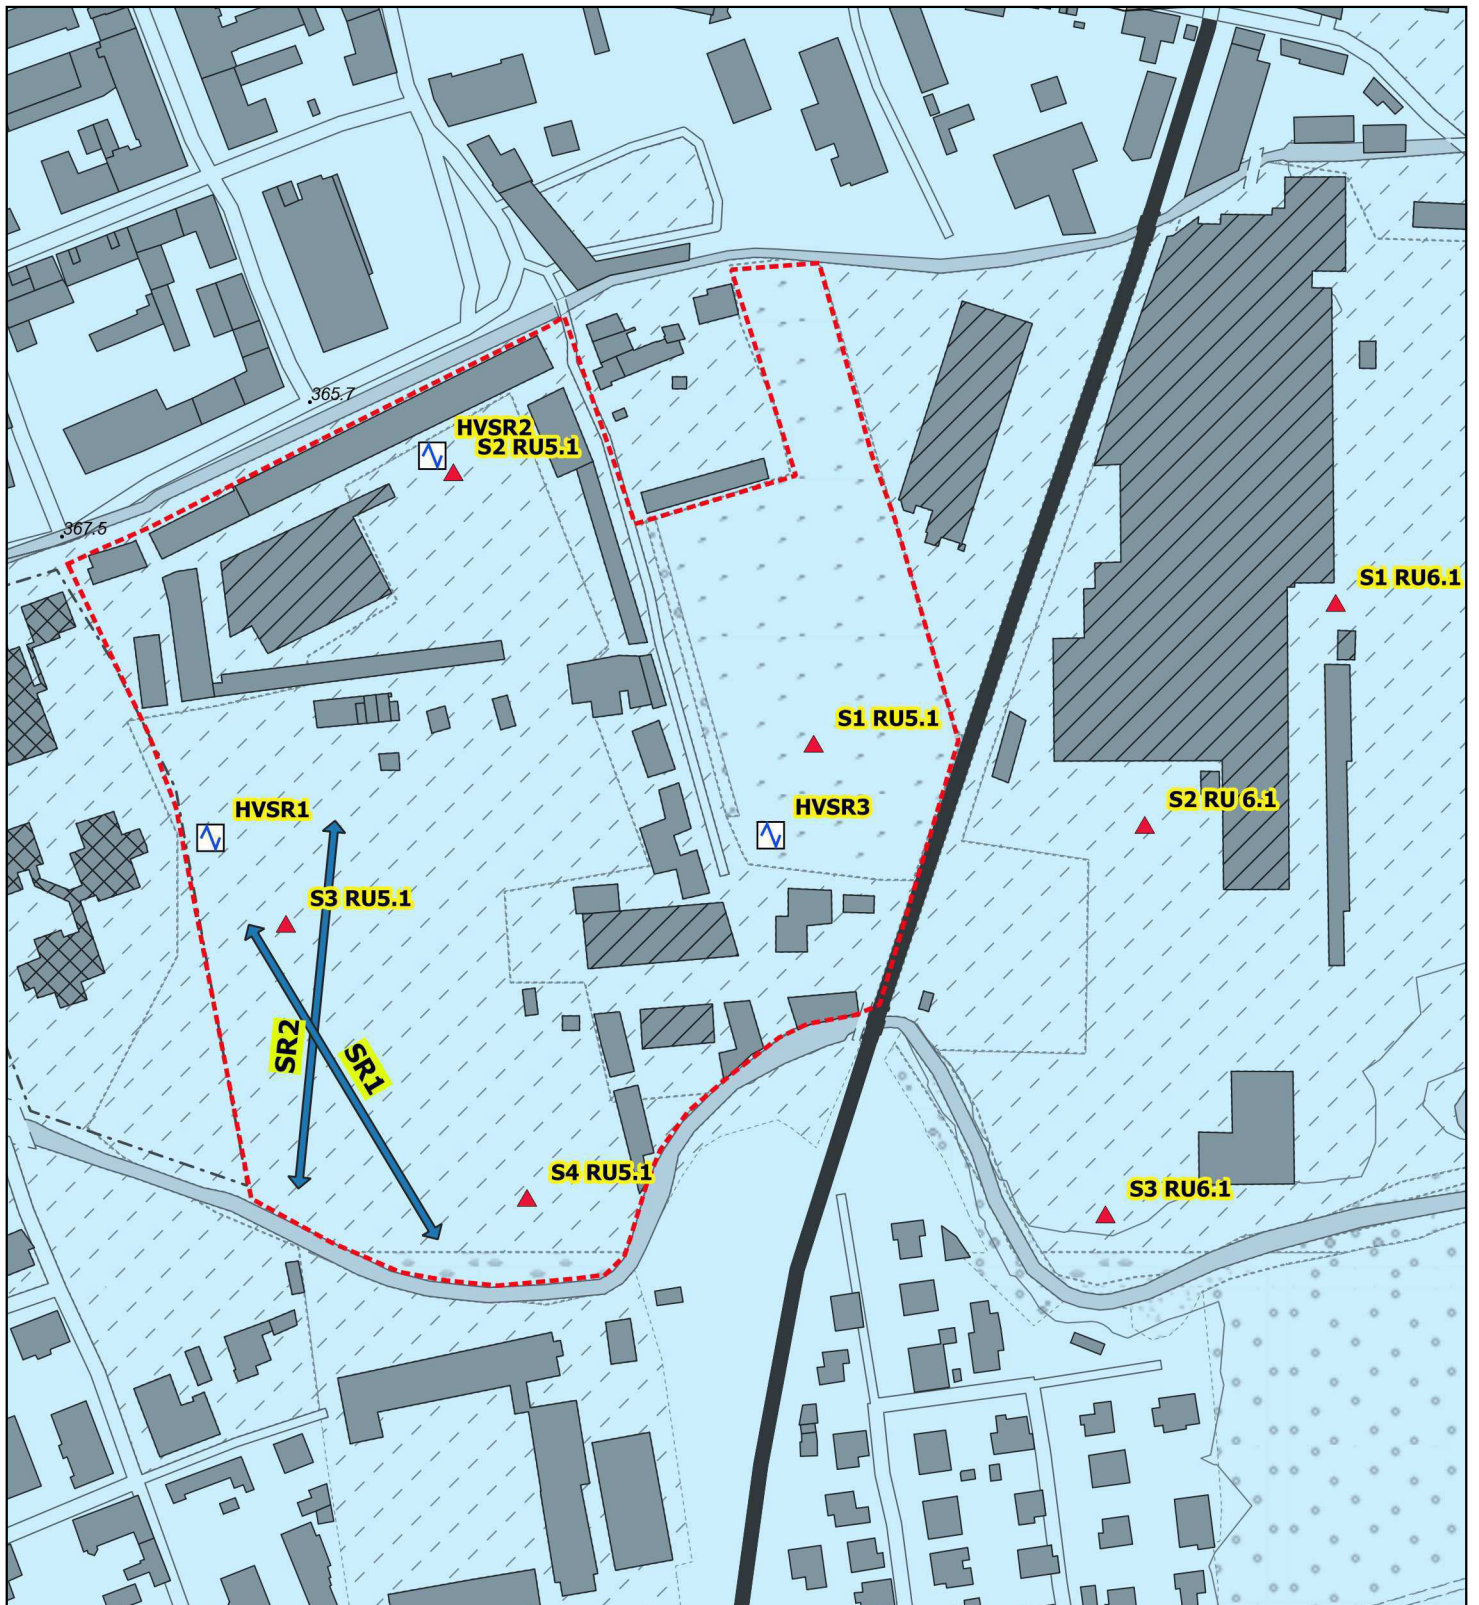 365.7
HVSR2
S2 RU5.1
367.5
S1 RU6.1
S1 RU5.1
S2 RU 6.1
HVSR1
HVSR3
S3 RU5.1
SR2
SR1
S4 RU5.1
S3 RU6.1